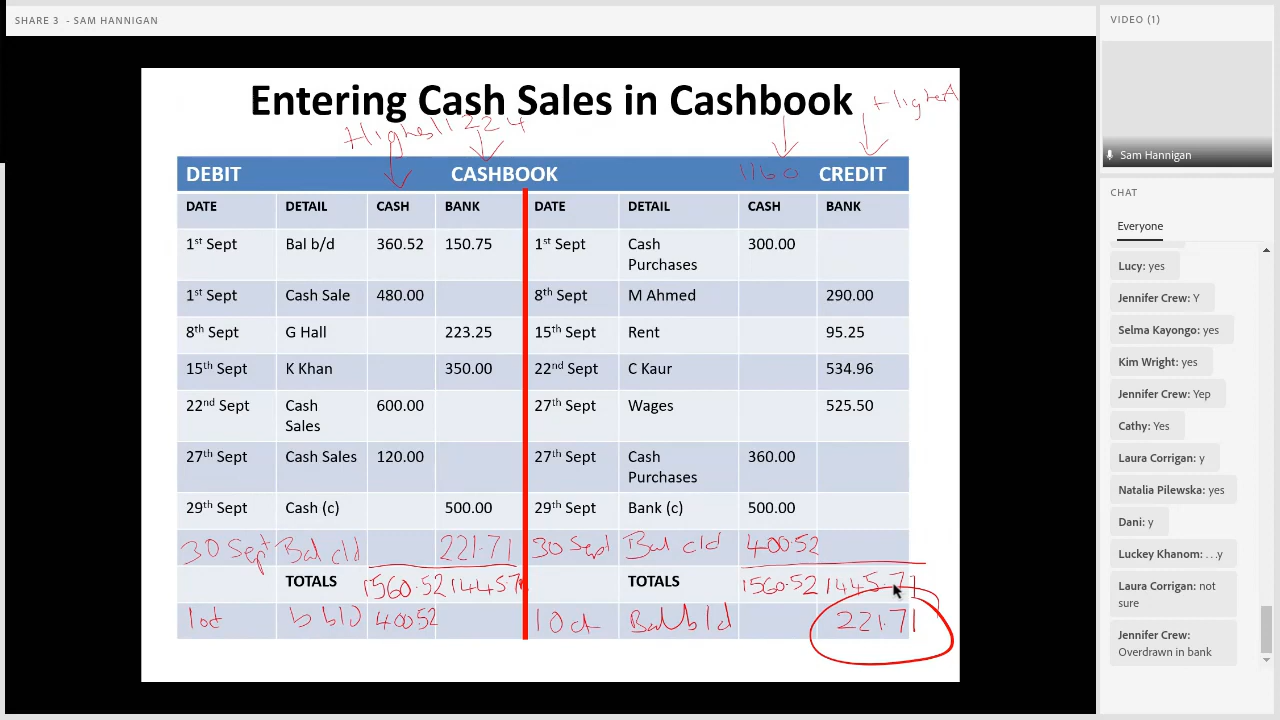 SHARE 3 - SAM HANNIGAN
Entering Cash Sales in Cashbook
Highest 1224 Higher
DEBIT CASHBOOK 1160 CREDIT
DATE DETAIL CASH BANK DATE DETAIL CASH BANK
1st Sept Bal b/d 360.52 150.75 1st Sept Cash 300.00
Purchases
1st Sept Cash Sale 480.00 8th Sept M Ahmed 290.00
8th Sept G Hall 223.25 15th Sept Rent 95.25
15th Sept K Khan 350.00 22nd Sept C Kaur 534.96
22nd Sept Cash 600.00 27th Sept Wages 525.50
Sales
27th Sept Cash Sales 120.00 27th Sept Cash 360.00
Purchases
29th Sept Cash (c) 500.00 29th Sept Bank (c) 500.00
30 Sept Bal c/d 221.71 30 Sept Bal c/d 400.52
TOTALS 1560.52 1445.71 TOTALS 1560.52 1445.71
1 Oct b b/D 400.52 1 Oct Bal b/d 221.71
VIDEO (1)
Sam Hannigan
CHAT
Everyone
Lucy: yes
Jennifer Crew: Y
Selma Kayongo: yes
Kim Wright: yes
Jennifer Crew: Yep
Cathy: Yes
Laura Corrigan: y
Natalia Pilewska: yes
Dani: y
Luckey Khanom: . . .y
Laura Corrigan: not
sure
Jennifer Crew:
Overdrawn in bank